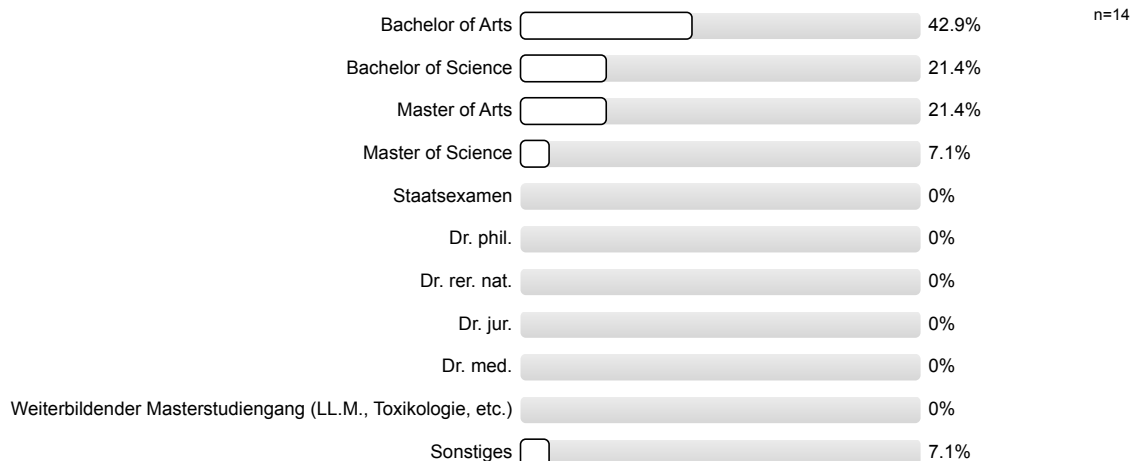 Bachelor of Arts 42.9% n=14
Bachelor of Science 21.4%
Master of Arts 21.4%
Master of Science 7.1%
Staatsexamen 0%
Dr. phil. 0%
Dr. rer. nat. 0%
Dr. jur. 0%
Dr. med. 0%
Weiterbildender Masterstudiengang (LL.M., Toxikologie, etc.) 0%
Sonstiges 7.1%